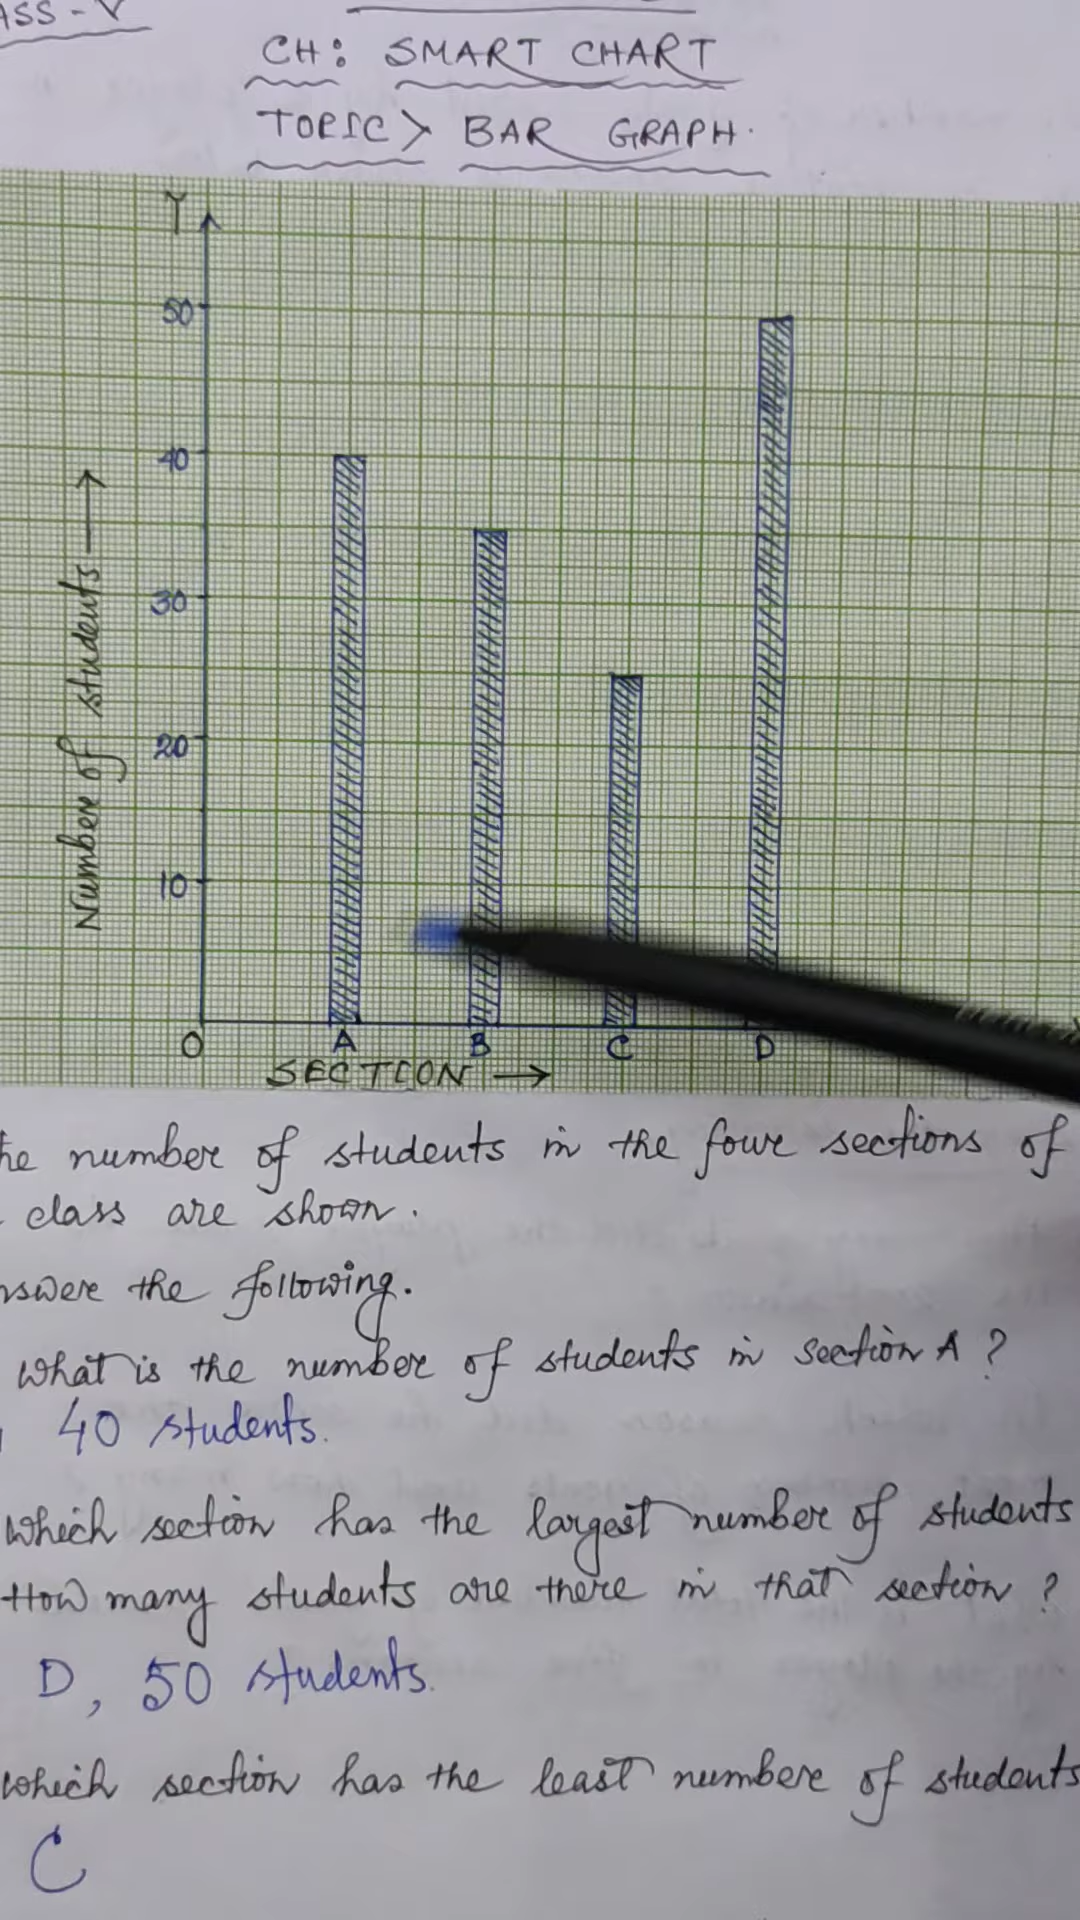 ASS - V
CH: SMART CHART
TOPIC > BAR GRAPH.
Y
50
40
30
20
10
O
Number of students
A B C D
SECTION
he number of students in the four sections of
class are shown.
nswer the following.
What is the number of students in section A ?
40 students.
Which section has the largest number of students
How many students are there in that section ?
D, 50 students.
Which section has the least number of students
C